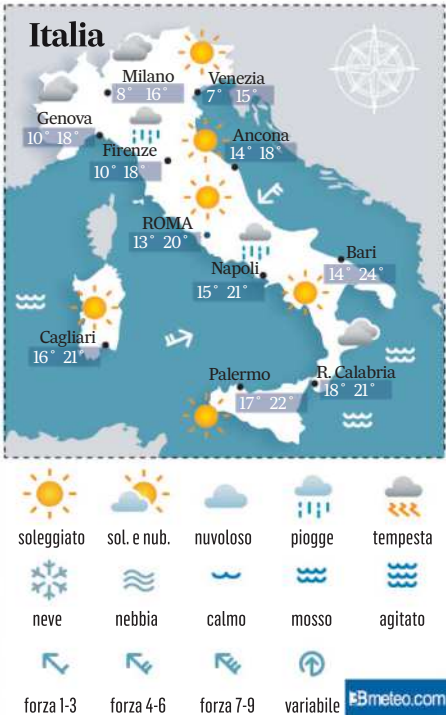 Italia
Milano
8° 16°
Venezia
7° 15°
Genova
10° 18°
Firenze
10° 18°
Ancona
14° 18°
ROMA
13° 20°
Napoli
15° 21°
Bari
14° 24°
Cagliari
16° 21°
Palermo
17° 22°
R. Calabria
18° 21°
soleggiato sol. e nub. nuvoloso piogge tempesta
neve nebbia calmo mosso agitato
forza 1-3 forza 4-6 forza 7-9 variabile
3Bmeteo.com